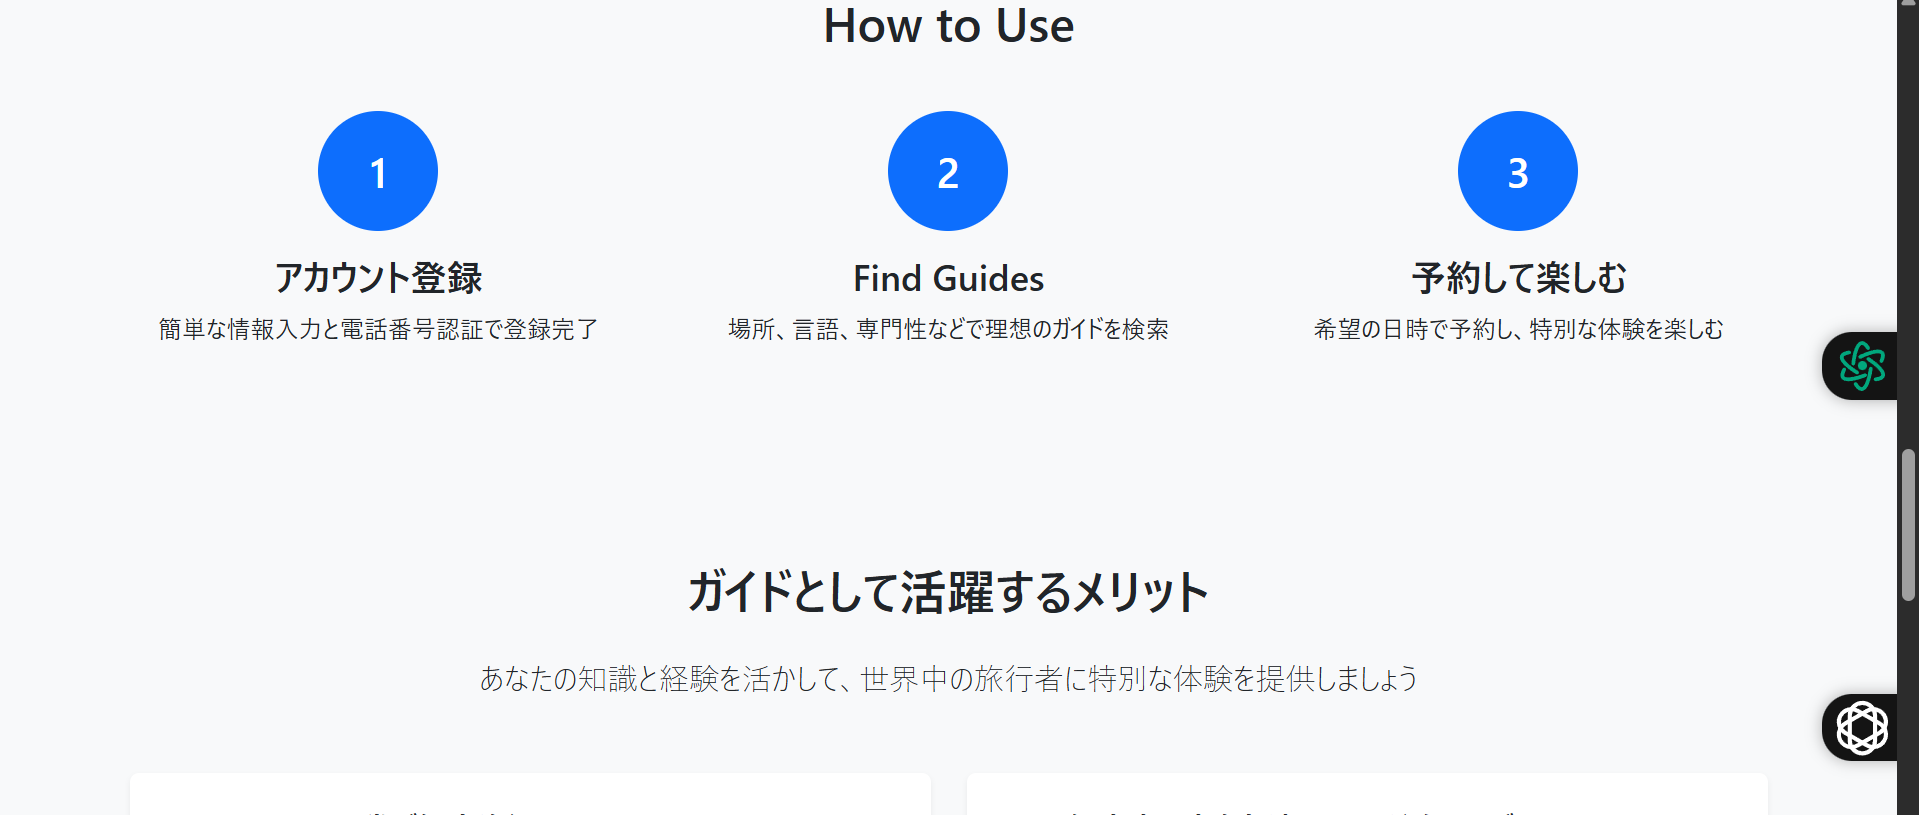 How to Use
1
2
3
アカウント登録
Find Guides
予約して楽しむ
簡単な情報入力と電話番号認証で登録完了
場所、言語、専門性などで理想のガイドを検索
希望の日時で予約し、特別な体験を楽しむ
ガイドとして活躍するメリット
あなたの知識と経験を活かして、世界中の旅行者に特別な体験を提供しましょう